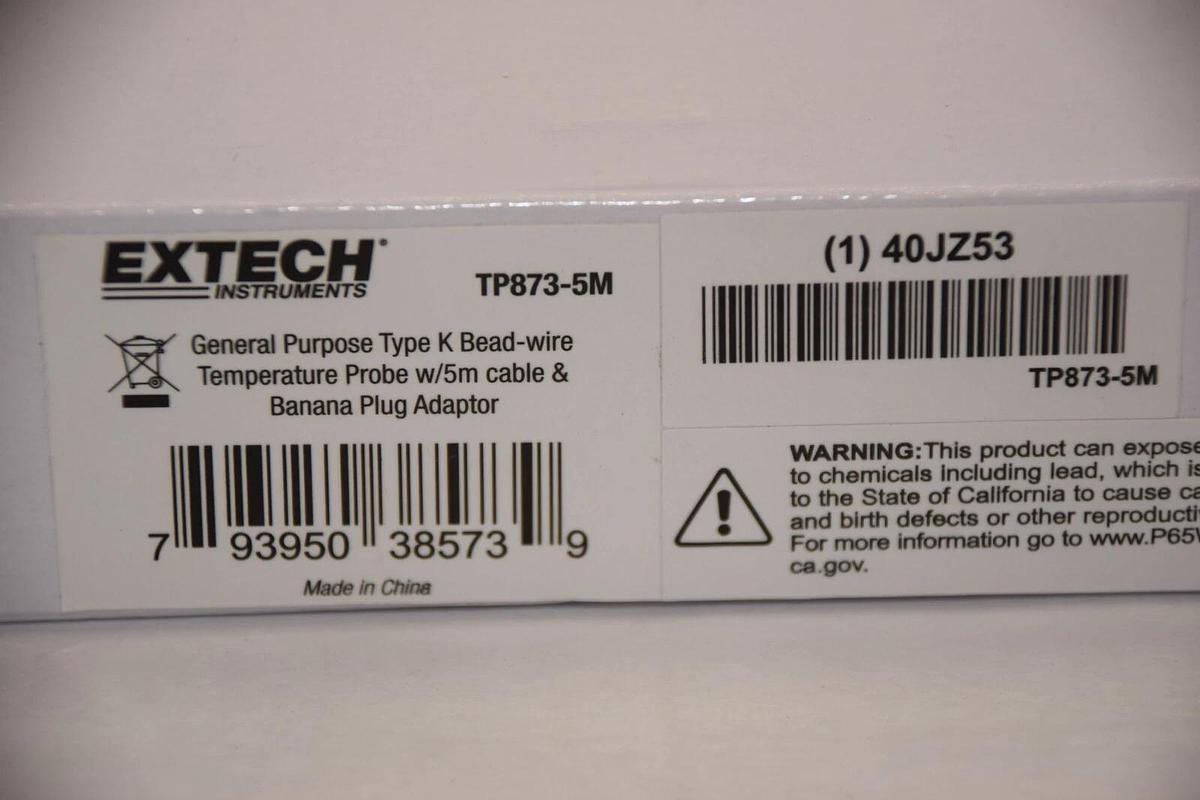 EXTECH®
INSTRUMENTS
TP873-5M
General Purpose Type K Bead-wire
Temperature Probe w/5m cable &
Banana Plug Adaptor
7 93950 38573 9
Made in China
(1) 40JZ53
TP873-5M
WARNING:This product can expose
to chemicals including lead, which is
to the State of California to cause ca
and birth defects or other reproducti
For more information go to www.P65W
ca.gov.